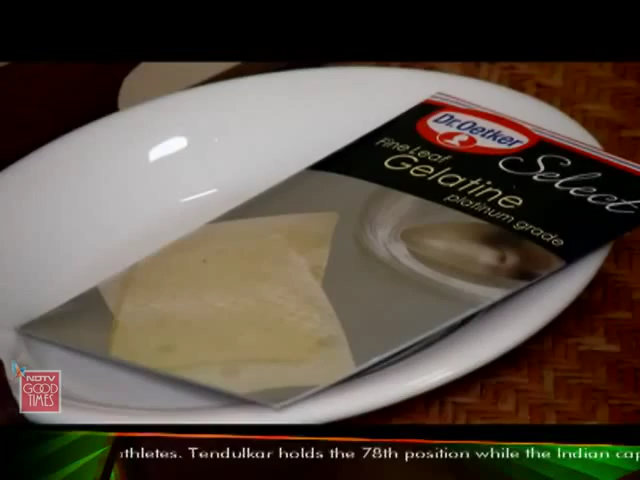 Dr.Oetker
Select
Fine Leaf
Gelatine
platinum grade
NDTV
GOOD
TIMES
athletes. Tendulkar holds the 78th position while the Indian cap